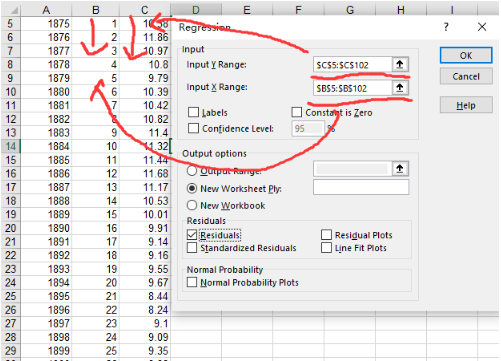 A B C D E F G H I
5 1875 1 10.38
6 1876 2 11.86
7 1877 3 10.97
8 1878 4 10.8
9 1879 5 9.79
10 1880 6 10.39
11 1881 7 10.42
12 1882 8 10.82
13 1883 9 11.4
14 1884 10 11.32
15 1885 11 11.44
16 1886 12 11.68
17 1887 13 11.17
18 1888 14 10.53
19 1889 15 10.01
20 1890 16 9.91
21 1891 17 9.14
22 1892 18 9.16
23 1893 19 9.55
24 1894 20 9.67
25 1895 21 8.44
26 1896 22 8.24
27 1897 23 9.1
28 1898 24 9.09
29 1899 25 9.35
Regression ? ×
Input
Input Y Range: $C$5:$C$102
Input X Range: $B$5:$B$102
Labels Constant is Zero
Confidence Level: 95 %
Output options
Output Range:
New Worksheet Ply:
New Workbook
Residuals
Residuals Residual Plots
Standardized Residuals Line Fit Plots
Normal Probability
Normal Probability Plots
OK
Cancel
Help